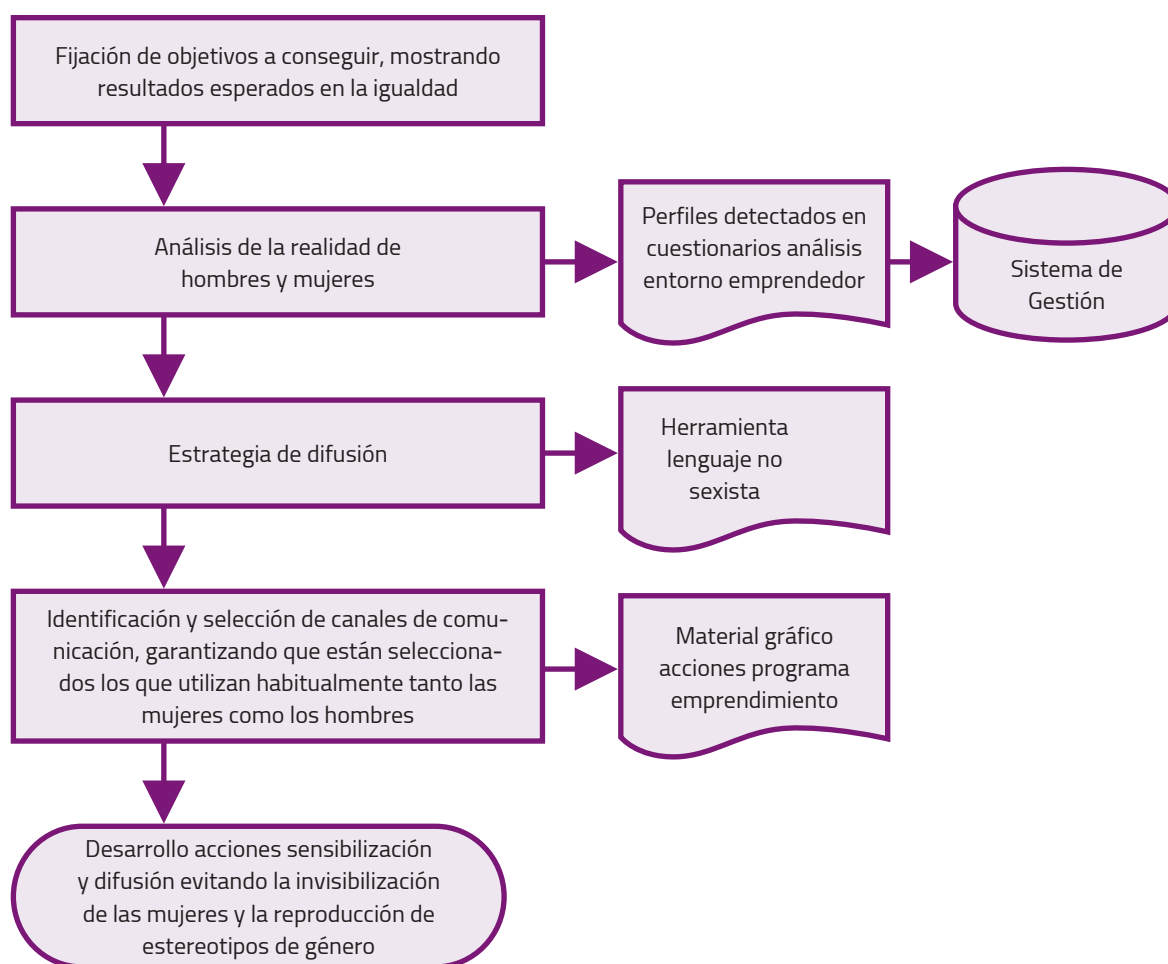 Fijación de objetivos a conseguir, mostrando
resultados esperados en la igualdad
Análisis de la realidad de
hombres y mujeres
Perfiles detectados en
cuestionarios análisis
entorno emprendedor
Sistema de
Gestión
Estrategia de difusión
Herramienta
lenguaje no
sexista
Identificación y selección de canales de comu-
nicación, garantizando que están selecciona-
dos los que utilizan habitualmente tanto las
mujeres como los hombres
Material gráfico
acciones programa
emprendimiento
Desarrollo acciones sensibilización
y difusión evitando la invisibilización
de las mujeres y la reproducción de
estereotipos de género